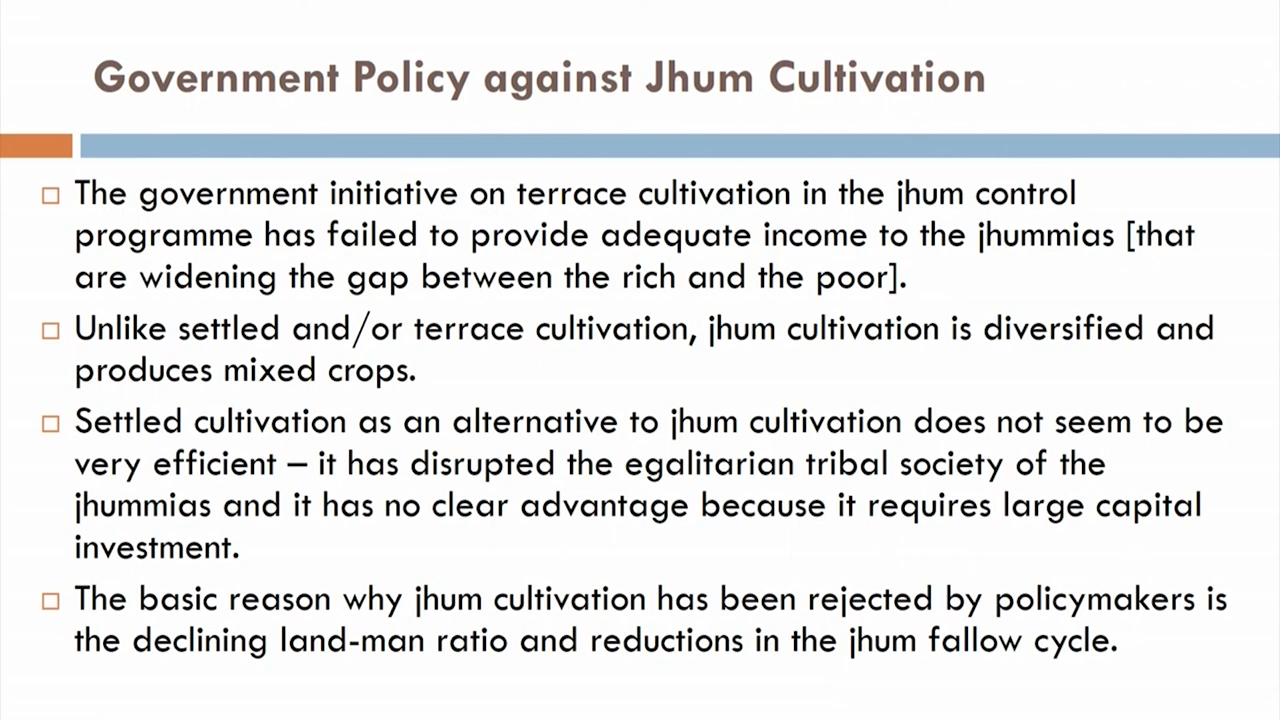 Government Policy against Jhum Cultivation
The government initiative on terrace cultivation in the jhum control
programme has failed to provide adequate income to the jhummias [that
are widening the gap between the rich and the poor].
Unlike settled and/or terrace cultivation, jhum cultivation is diversified and
produces mixed crops.
Settled cultivation as an alternative to jhum cultivation does not seem to be
very efficient – it has disrupted the egalitarian tribal society of the
jhummias and it has no clear advantage because it requires large capital
investment.
The basic reason why jhum cultivation has been rejected by policymakers is
the declining land-man ratio and reductions in the jhum fallow cycle.